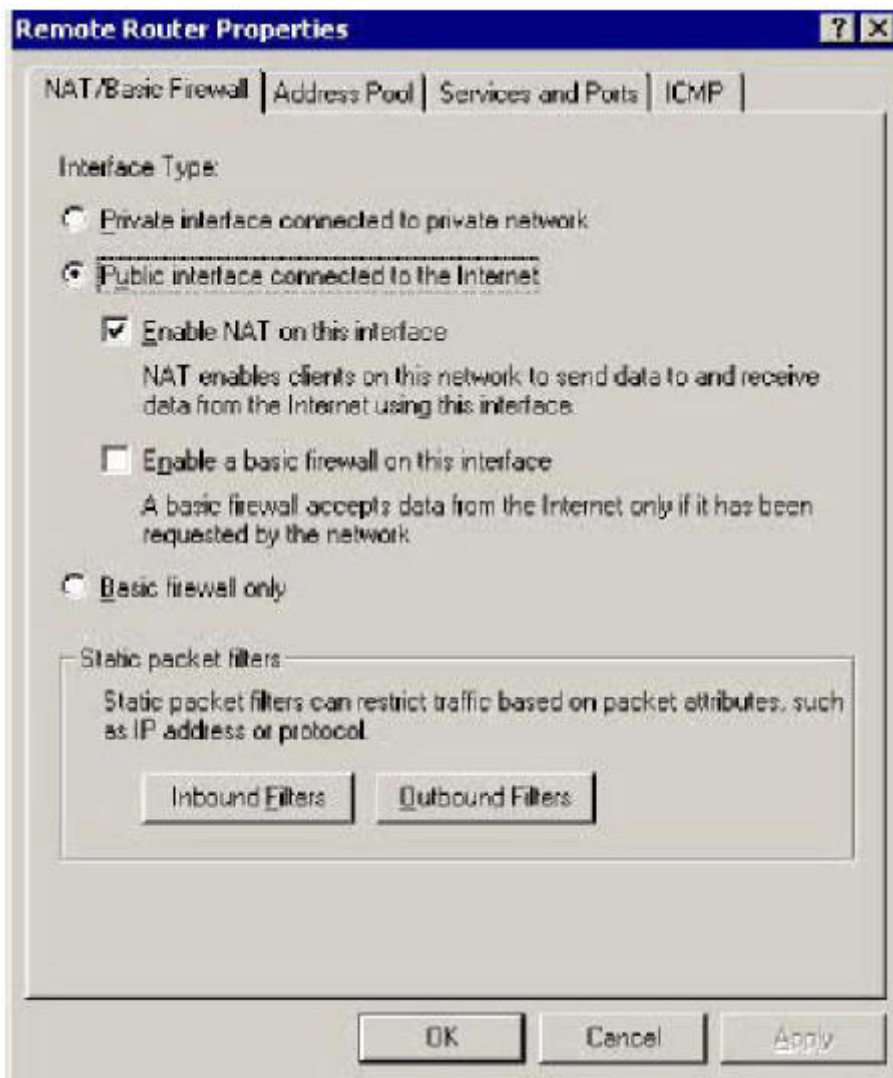 Remote Router Properties
NAT/Basic Firewall Address Pool Services and Ports ICMP
Interface Type:
Private interface connected to private network
Public interface connected to the Internet
Enable NAT on this interface
NAT enables clients on this network to send data to and receive
data from the Internet using this interface.
Enable a basic firewall on this interface
A basic firewall accepts data from the Internet only if it has been
requested by the network
Basic firewall only
Static packet filters
Static packet filters can restrict traffic based on packet attributes, such
as IP address or protocol.
Inbound Filters Outbound Filters
OK Cancel Apply